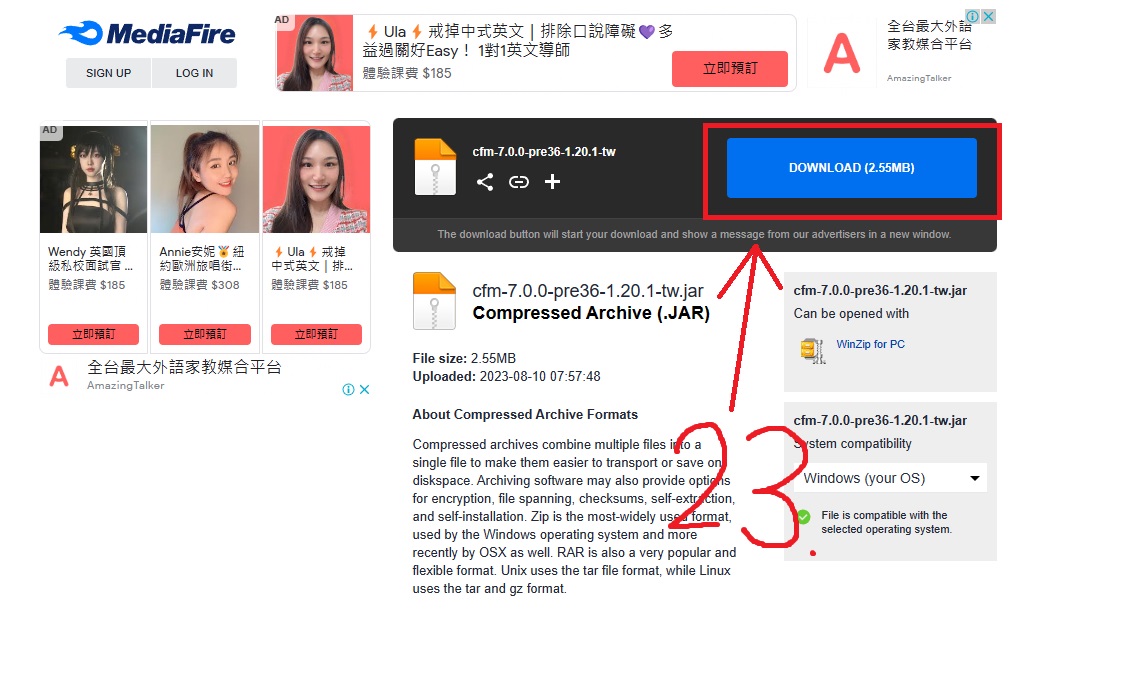 MediaFire
SIGN UP
LOG IN
AD
⚡ Ula ⚡ 戒掉中式英文｜排除口說障礙💜多
益過關好Easy！ 1對1英文導師
體驗課費 $185
立即預訂
全台最大外語
家教媒合平台
AmazingTalker
AD
Wendy 英國頂
級私校面試官 ...
體驗課費 $185
立即預訂
Annie安妮👸 紐
約歐洲旅唱街...
體驗課費 $308
立即預訂
⚡ Ula ⚡ 戒掉
中式英文｜排...
體驗課費 $185
立即預訂
全台最大外語家教媒合平台
AmazingTalker
cfm-7.0.0-pre36-1.20.1-tw
DOWNLOAD (2.55MB)
The download button will start your download and show a message from our advertisers in a new window.
cfm-7.0.0-pre36-1.20.1-tw.jar
Compressed Archive (.JAR)
File size: 2.55MB
Uploaded: 2023-08-10 07:57:48
About Compressed Archive Formats
Compressed archives combine multiple files into a
single file to make them easier to transport or save on
diskspace. Archiving software may also provide options
for encryption, file spanning, checksums, self-extraction,
and self-installation. Zip is the most-widely used format,
used by the Windows operating system and more
recently by OSX as well. RAR is also a very popular and
flexible format. Unix uses the tar file format, while Linux
uses the tar and gz format.
cfm-7.0.0-pre36-1.20.1-tw.jar
Can be opened with
WinZip for PC
cfm-7.0.0-pre36-1.20.1-tw.jar
System compatibility
Windows (your OS)
File is compatible with the
selected operating system.
23.